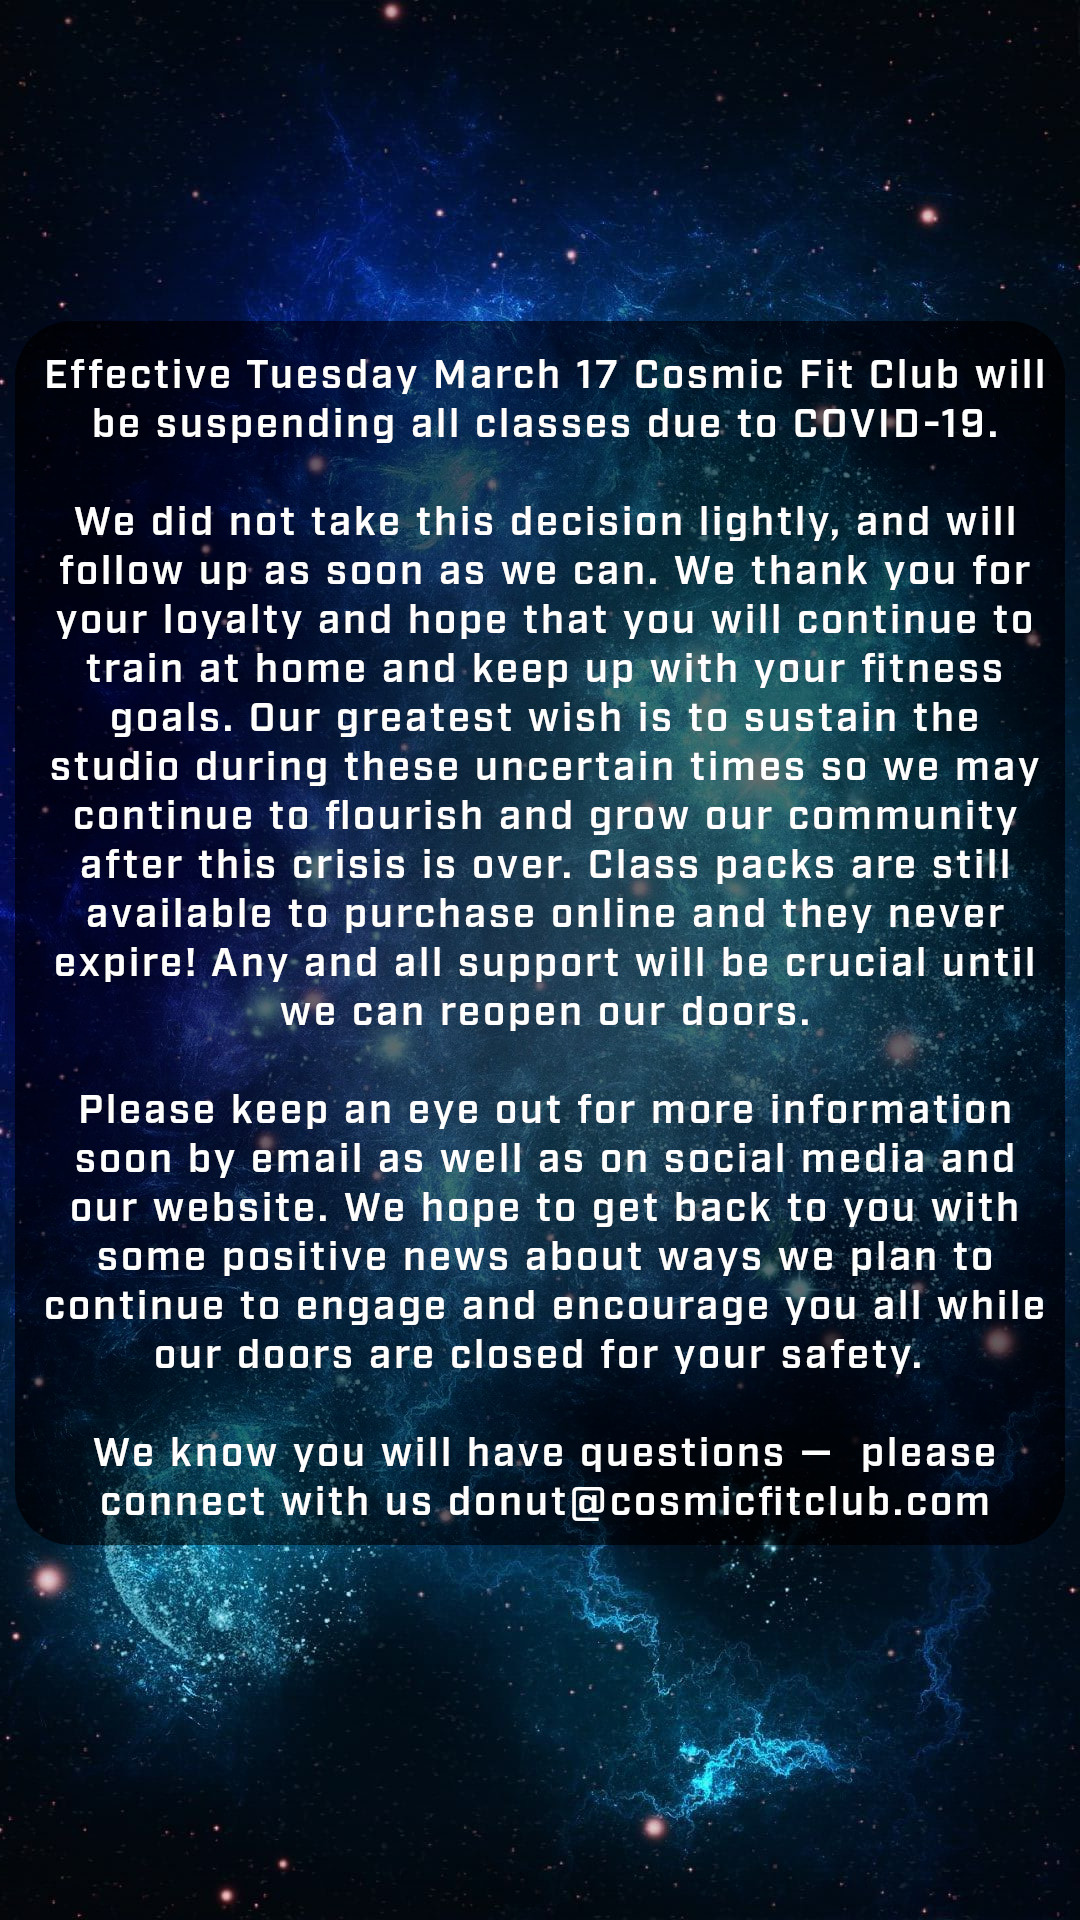 Effective Tuesday March 17 Cosmic Fit Club will
be suspending all classes due to COVID-19.
We did not take this decision lightly, and will
follow up as soon as we can. We thank you for
your loyalty and hope that you will continue to
train at home and keep up with your fitness
goals. Our greatest wish is to sustain the
studio during these uncertain times so we may
continue to flourish and grow our community
after this crisis is over. Class packs are still
available to purchase online and they never
expire! Any and all support will be crucial until
we can reopen our doors.
Please keep an eye out for more information
soon by email as well as on social media and
our website. We hope to get back to you with
some positive news about ways we plan to
continue to engage and encourage you all while
our doors are closed for your safety.
We know you will have questions —  please
connect with us donut@cosmicfitclub.com